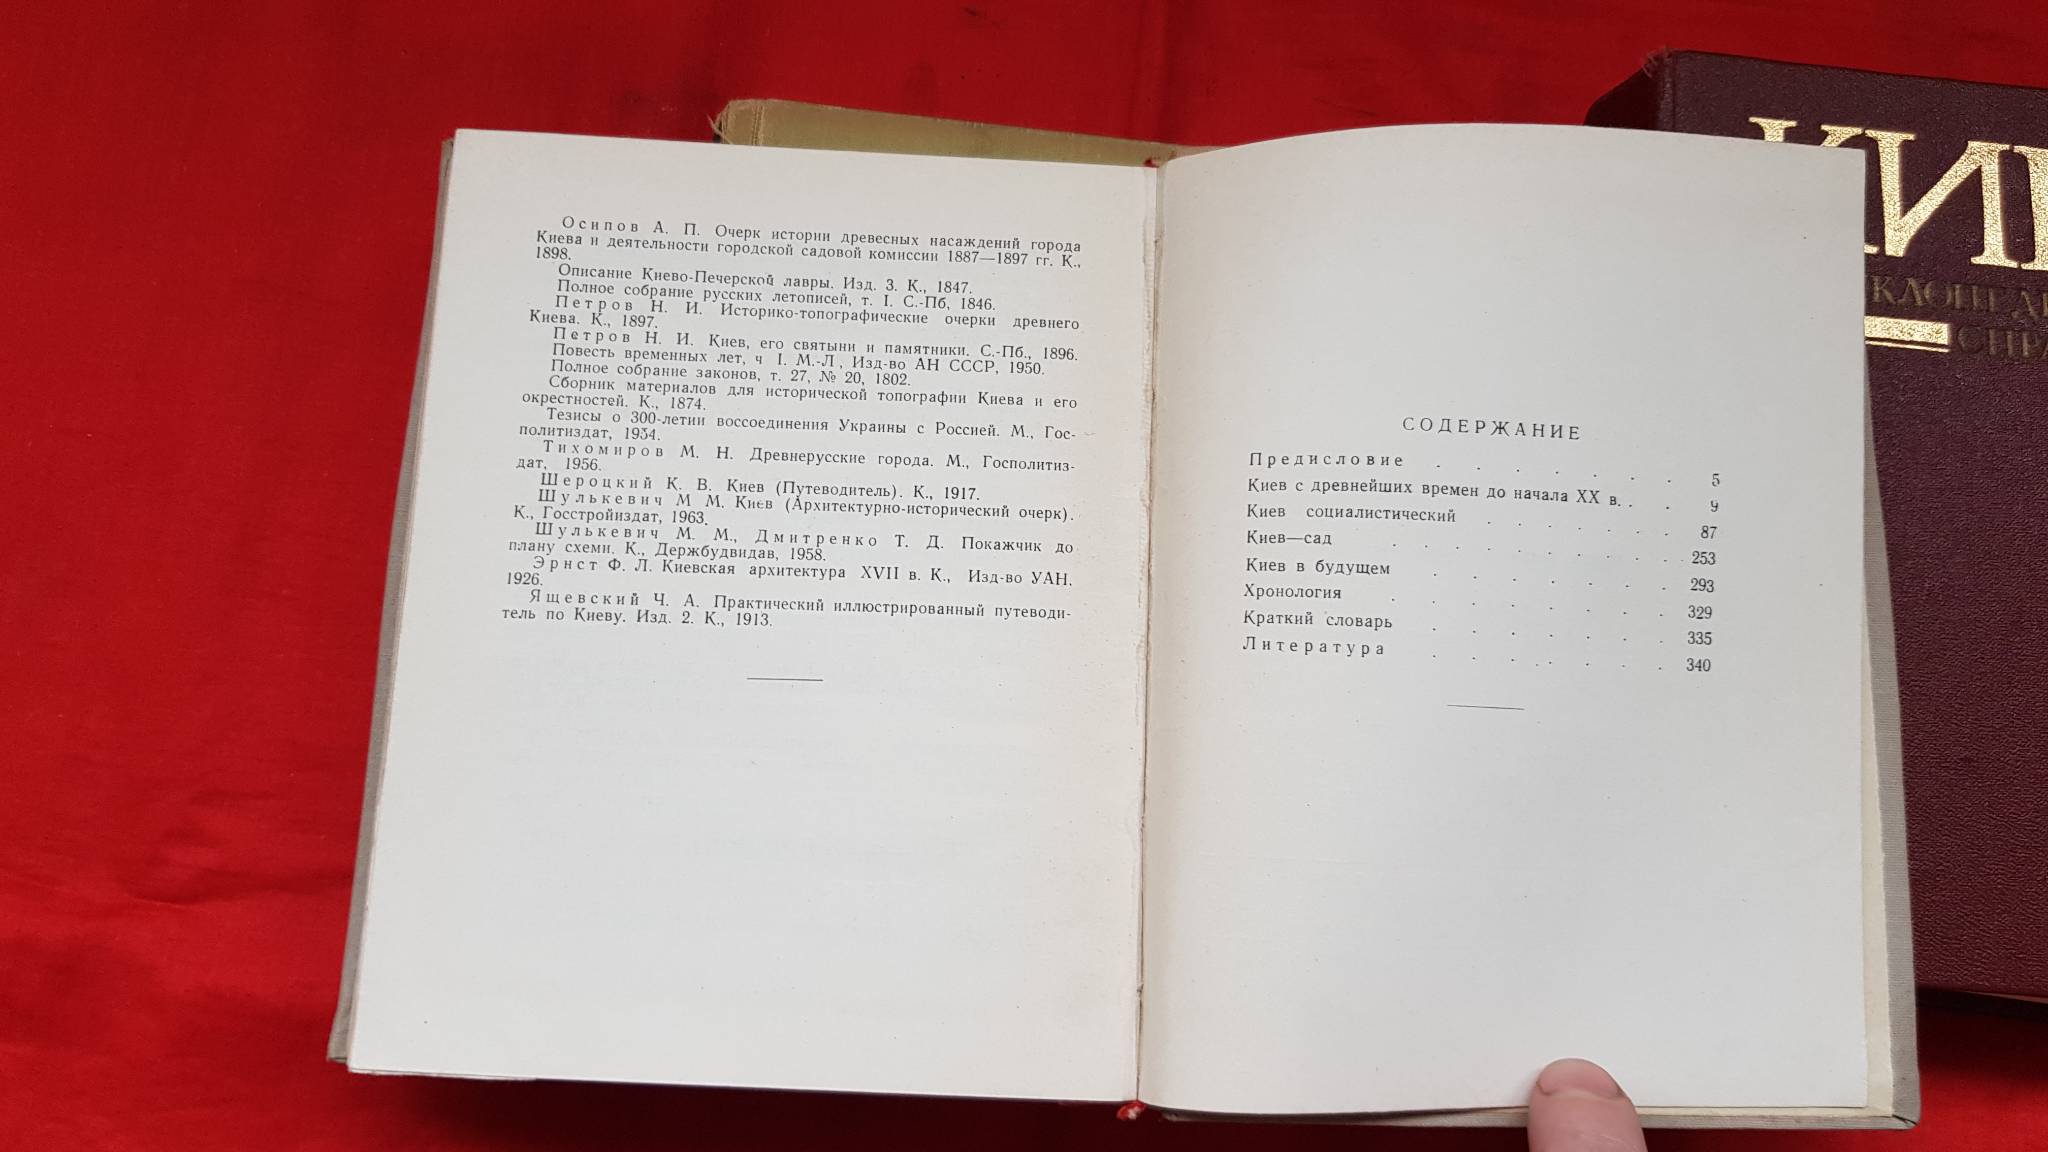 Осипов А. П. Очерк истории древесных насаждений города
Киева и деятельности городской садовой комиссии 1887—1897 гг. К.,
1898.
Описание Киево-Печерской лавры. Изд. 3. К., 1847.
Полное собрание русских летописей, т. I. С.-Пб, 1846.
Петров Н. И. Историко-топографические очерки древнего
Киева. К., 1897.
Петров Н. И. Киев, его святыни и памятники. С.-Пб., 1896.
Повесть временных лет, ч I. М.-Л, Изд-во АН СССР, 1950.
Полное собрание законов, т. 27, № 20, 1802.
Сборник материалов для исторической топографии Киева и его
окрестностей. К., 1874.
Тезисы о 300-летии воссоединения Украины с Россией. М., Гос-
политиздат, 1954.
Тихомиров М. Н. Древнерусские города. М., Госполитиз-
дат, 1956.
Шероцкий К. В. Киев (Путеводитель). К., 1917.
Шулькевич М М. Киев (Архитектурно-исторический очерк).
К., Госстройиздат, 1963.
Шулькевич М. М., Дмитренко Т. Д. Покажчик до
плану схеми. К., Держбудвидав, 1958.
Эрнст Ф. Л. Киевская архитектура XVII в. К., Изд-во УАН.
1926.
Ящевский Ч. А. Практический иллюстрированный путеводи-
тель по Киеву. Изд. 2. К., 1913.
СОДЕРЖАНИЕ
Предисловие . . . . . . . 5
Киев с древнейших времен до начала XX в. . . 9
Киев социалистический . . . . . . 87
Киев—сад . . . . . . . . 253
Киев в будущем . . . . . . . 293
Хронология . . . . . . . . 329
Краткий словарь . . . . . . . 335
Литература . . . . . . . . 340
КИ
КЛОПЕД
СПРА